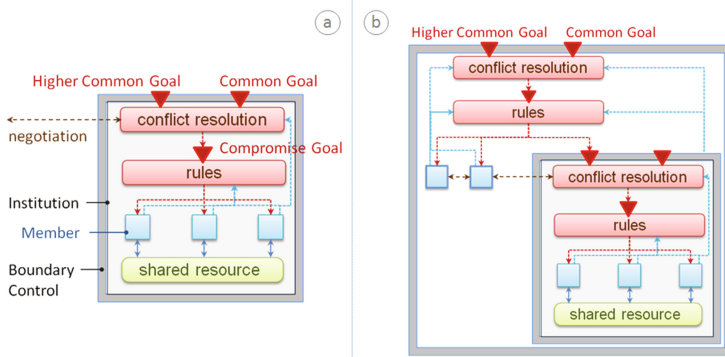 a
Higher Common Goal
Common Goal
conflict resolution
negotiation
Compromise Goal
rules
Institution
Member
shared resource
Boundary
Control
b
Higher Common Goal
Common Goal
conflict resolution
rules
conflict resolution
rules
shared resource